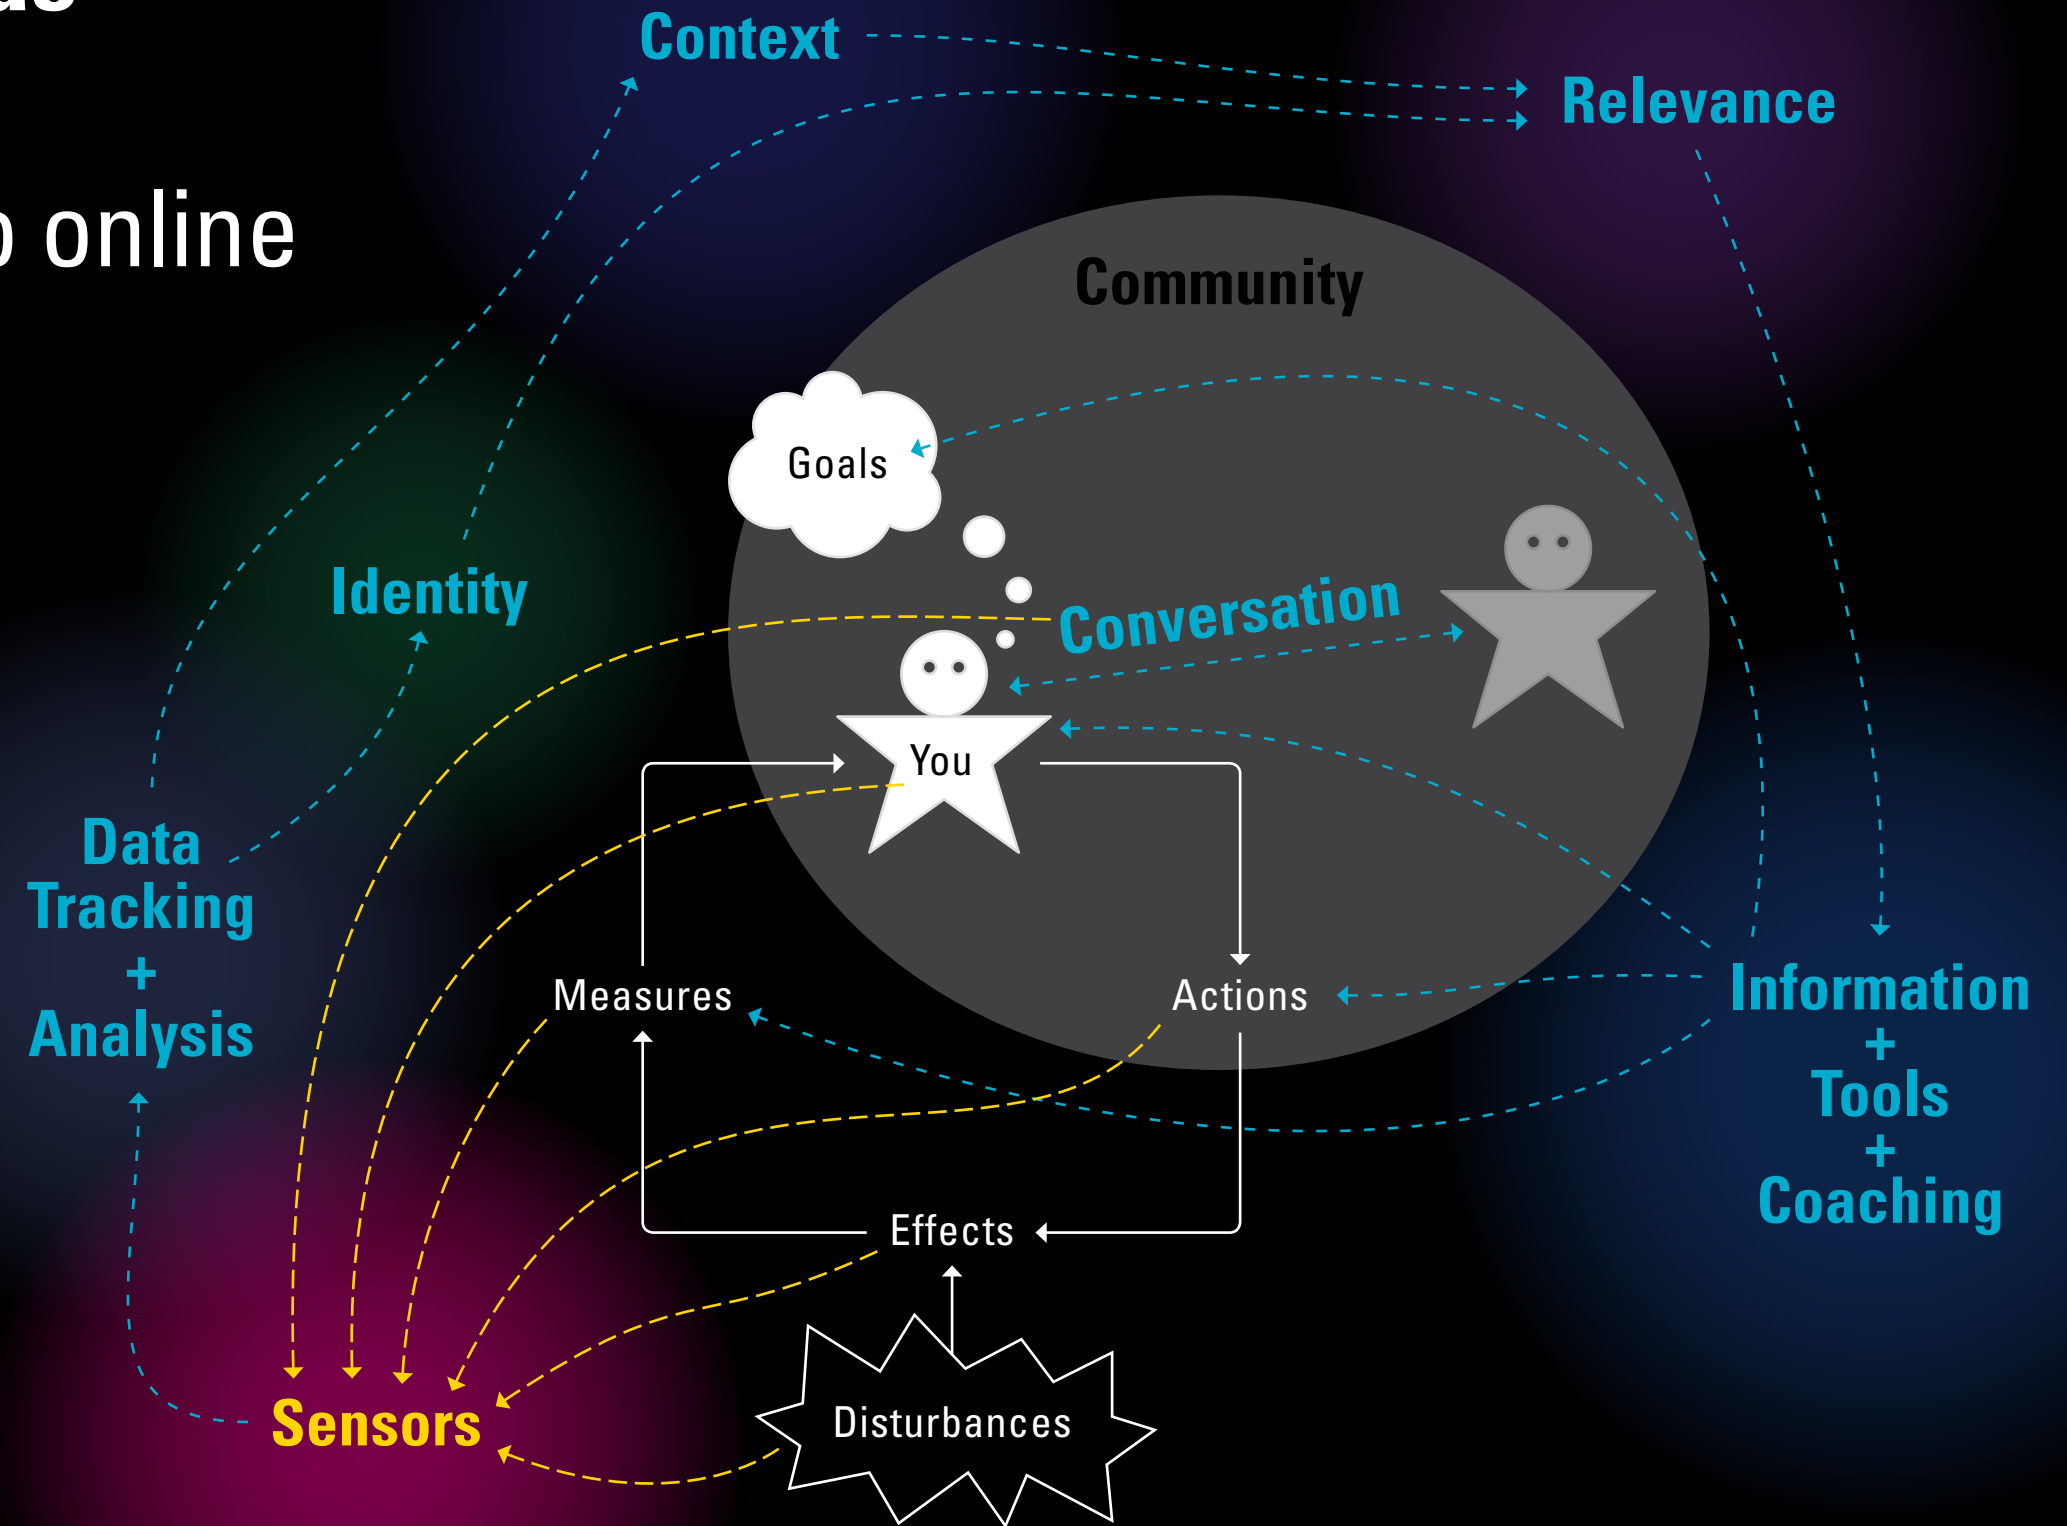 Context
Relevance
online
Community
Goals
Identity
Conversation
You
Data
Tracking
+
Analysis
Measures
Actions
Information
+
Tools
+
Coaching
Effects
Sensors
Disturbances